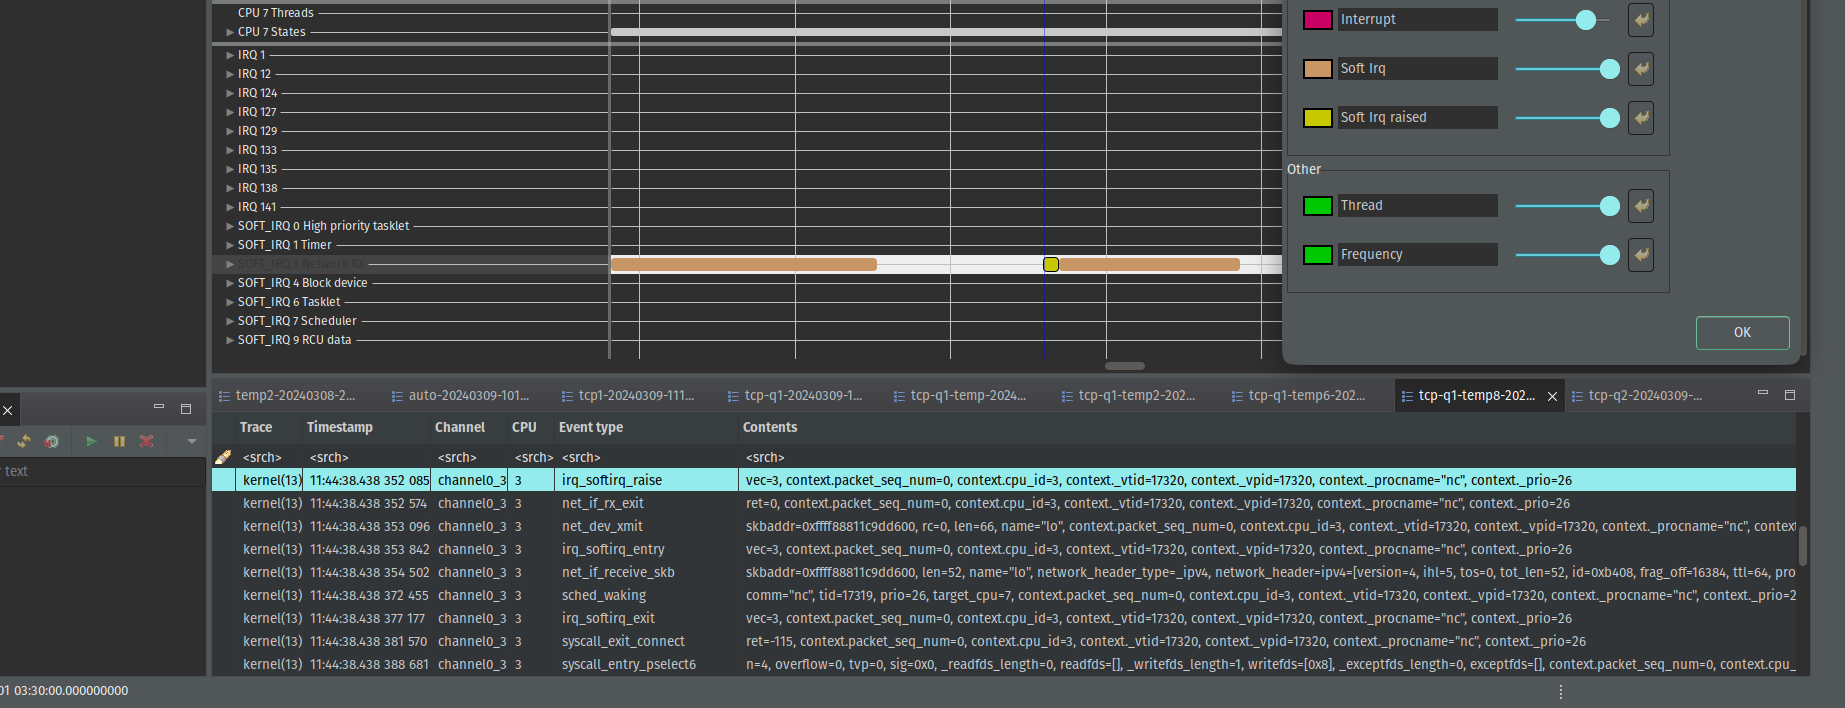 CPU 7 Threads
CPU 7 States
IRQ 1
IRQ 12
IRQ 124
IRQ 127
IRQ 129
IRQ 133
IRQ 135
IRQ 138
IRQ 141
SOFT_IRQ 0 High priority tasklet
SOFT_IRQ 1 Timer
SOFT_IRQ 3 Network RX
SOFT_IRQ 4 Block device
SOFT_IRQ 6 Tasklet
SOFT_IRQ 7 Scheduler
SOFT_IRQ 9 RCU data
Interrupt
Soft Irq
Soft Irq raised
Other
Thread
Frequency
OK
temp2-20240308-2... auto-20240309-101... tcp1-20240309-111... tcp-q1-20240309-1... tcp-q1-temp-2024... tcp-q1-temp2-202... tcp-q1-temp6-202... tcp-q1-temp8-202... tcp-q2-20240309-...
Trace Timestamp Channel CPU Event type Contents
<srch> <srch> <srch> <srch> <srch> <srch>
kernel(13) 11:44:38.438 352 085 channel0_3 3 irq_softirq_raise vec=3, context.packet_seq_num=0, context.cpu_id=3, context._vtid=17320, context._vpid=17320, context._procname="nc", context._prio=26
kernel(13) 11:44:38.438 352 574 channel0_3 3 net_if_rx_exit ret=0, context.packet_seq_num=0, context.cpu_id=3, context._vtid=17320, context._vpid=17320, context._procname="nc", context._prio=26
kernel(13) 11:44:38.438 353 096 channel0_3 3 net_dev_xmit skbaddr=0xffff88811c9dd600, rc=0, len=66, name="lo", context.packet_seq_num=0, context.cpu_id=3, context._vtid=17320, context._vpid=17320, context._procname="nc", context
kernel(13) 11:44:38.438 353 842 channel0_3 3 irq_softirq_entry vec=3, context.packet_seq_num=0, context.cpu_id=3, context._vtid=17320, context._vpid=17320, context._procname="nc", context._prio=26
kernel(13) 11:44:38.438 354 502 channel0_3 3 net_if_receive_skb skbaddr=0xffff88811c9dd600, len=52, name="lo", network_header_type=_ipv4, network_header=ipv4=[version=4, ihl=5, tos=0, tot_len=52, id=0xb408, frag_off=16384, ttl=64, pro
kernel(13) 11:44:38.438 372 455 channel0_3 3 sched_waking comm="nc", tid=17319, prio=26, target_cpu=7, context.packet_seq_num=0, context.cpu_id=3, context._vtid=17320, context._vpid=17320, context._procname="nc", context._prio=2
kernel(13) 11:44:38.438 377 177 channel0_3 3 irq_softirq_exit vec=3, context.packet_seq_num=0, context.cpu_id=3, context._vtid=17320, context._vpid=17320, context._procname="nc", context._prio=26
kernel(13) 11:44:38.438 381 570 channel0_3 3 syscall_exit_connect ret=-115, context.packet_seq_num=0, context.cpu_id=3, context._vtid=17320, context._vpid=17320, context._procname="nc", context._prio=26
kernel(13) 11:44:38.438 388 681 channel0_3 3 syscall_entry_pselect6 n=4, overflow=0, tvp=0, sig=0x0, _readfds_length=0, readfds=[], _writefds_length=1, writefds=[0x8], _exceptfds_length=0, exceptfds=[], context.packet_seq_num=0, context.cpu_
text
01 03:30:00.000000000